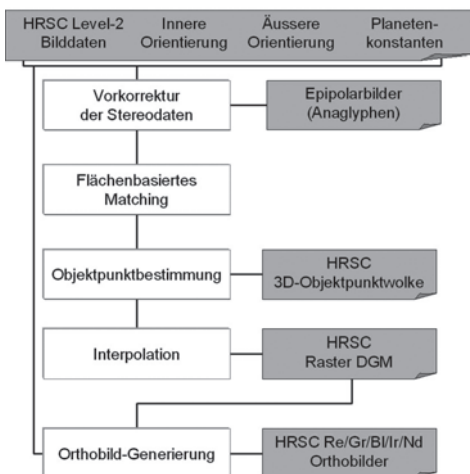 HRSC Level-2 Innere Äussere Planeten-
Bilddaten Orientierung Orientierung konstanten
Vorkorrektur
der Stereodaten
Epipolarbilder
(Anaglyphen)
Flächenbasiertes
Matching
Objektpunktbestimmung
HRSC
3D-Objektpunktwolke
Interpolation
HRSC
Raster DGM
Orthobild-Generierung
HRSC Re/Gr/Bl/Ir/Nd
Orthobilder